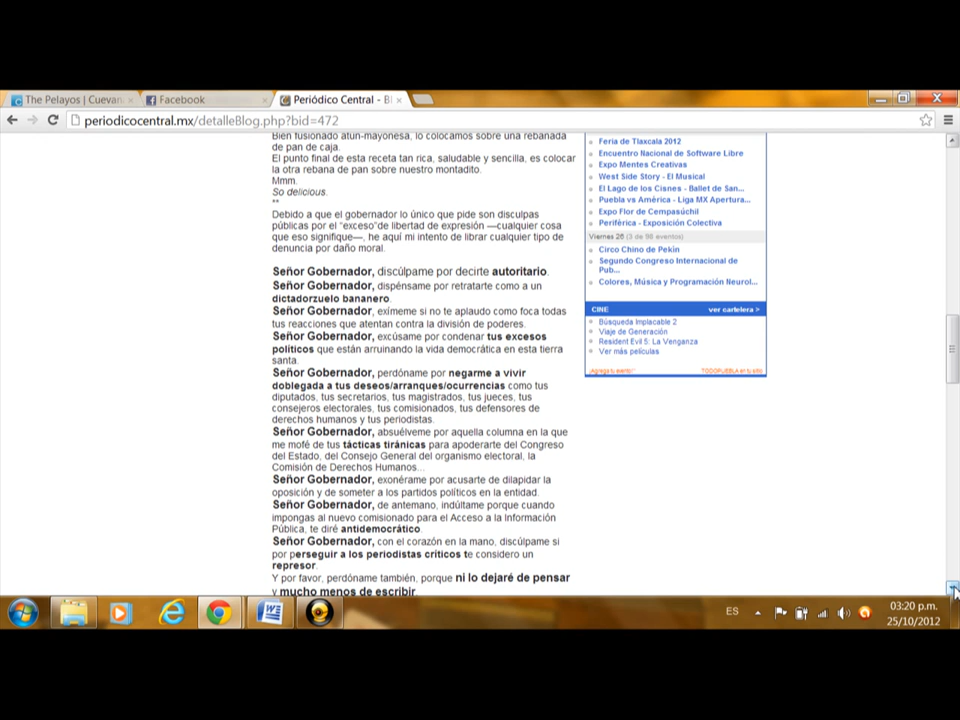 The Pelayos | Cuevan
Facebook
Periódico Central - Bl
periodicocentral.mx/detalleBlog.php?bid=472
Bien fusionado atún-mayonesa, lo colocamos sobre una rebanada
de pan de caja.
El punto final de esta receta tan rica, saludable y sencilla, es colocar
la otra rebana de pan sobre nuestro montadito.
Mmm.
So delicious.
**
Debido a que el gobernador lo único que pide son disculpas
públicas por el "exceso"de libertad de expresión —cualquier cosa
que eso signifique—, he aquí mi intento de librar cualquier tipo de
denuncia por daño moral.
Señor Gobernador, discúlpame por decirte autoritario.
Señor Gobernador, dispénsame por retratarte como a un
dictadorzuelo bananero.
Señor Gobernador, exímeme si no te aplaudo como foca todas
tus reacciones que atentan contra la división de poderes.
Señor Gobernador, excúsame por condenar tus excesos
políticos que están arruinando la vida democrática en esta tierra
santa.
Señor Gobernador, perdóname por negarme a vivir
doblegada a tus deseos/arranques/ocurrencias como tus
diputados, tus secretarios, tus magistrados, tus jueces, tus
consejeros electorales, tus comisionados, tus defensores de
derechos humanos y tus periodistas.
Señor Gobernador, absuélveme por aquella columna en la que
me mofé de tus tácticas tiránicas para apoderarte del Congreso
del Estado, del Consejo General del organismo electoral, la
Comisión de Derechos Humanos...
Señor Gobernador, exonérame por acusarte de dilapidar la
oposición y de someter a los partidos políticos en la entidad.
Señor Gobernador, de antemano, indúltame porque cuando
impongas al nuevo comisionado para el Acceso a la Información
Pública, te diré antidemocrático.
Señor Gobernador, con el corazón en la mano, discúlpame si
por perseguir a los periodistas críticos te considero un
represor.
Y por favor, perdóname también, porque ni lo dejaré de pensar
y mucho menos de escribir.
Feria de Tlaxcala 2012
Encuentro Nacional de Software Libre
Expo Mentes Creativas
West Side Story - El Musical
El Lago de los Cisnes - Ballet de San...
Puebla vs América - Liga MX Apertura...
Expo Flor de Cempasúchil
Periférica - Exposición Colectiva
Viernes 26 (3 de 98 eventos)
Circo Chino de Pekín
Segundo Congreso Internacional de
Pub...
Colores, Música y Programación Neurol...
CINE ver cartelera >
Búsqueda Implacable 2
Viaje de Generación
Resident Evil 5: La Venganza
Ver más películas
¡Agrega tu evento! TODOPUEBLA en tu sitio
ES
03:20 p.m.
25/10/2012